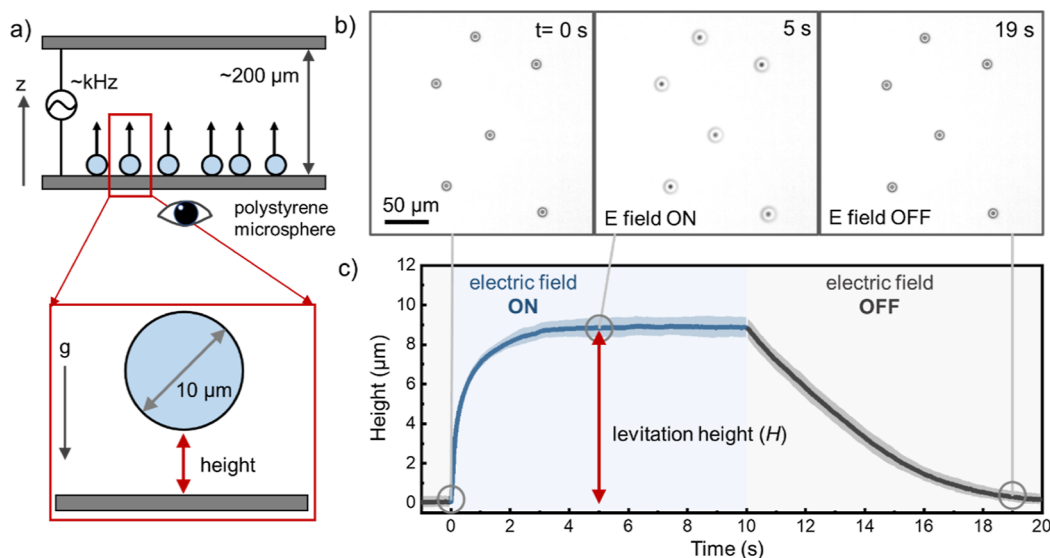 a)
z
~kHz
~200 µm
polystyrene
microsphere
g
10 µm
height
b)
t= 0 s
5 s
19 s
50 µm
E field ON
E field OFF
c)
12
10
8
6
4
2
0
Height (µm)
electric field
ON
electric field
OFF
levitation height (H)
0
2
4
6
8
10
12
14
16
18
20
Time (s)